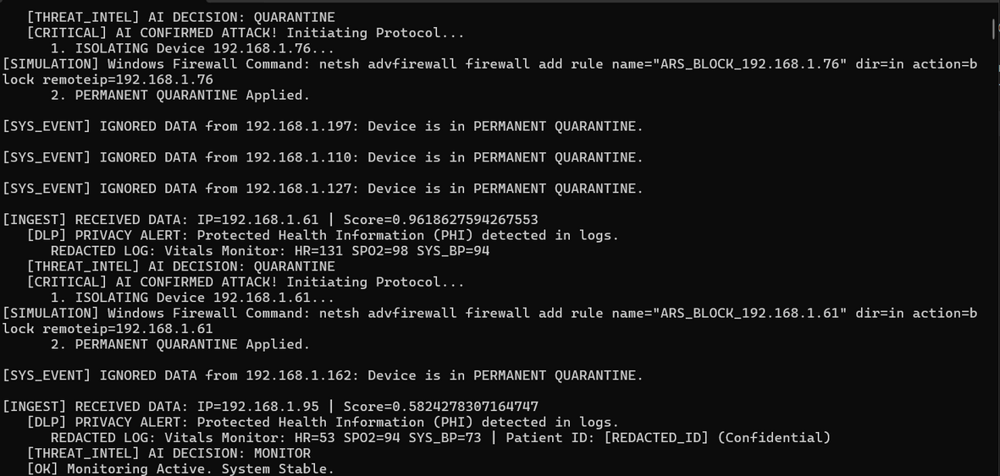 [THREAT_INTEL] AI DECISION: QUARANTINE
[CRITICAL] AI CONFIRMED ATTACK! Initiating Protocol...
1. ISOLATING Device 192.168.1.76...
[SIMULATION] Windows Firewall Command: netsh advfirewall firewall add rule name="ARS_BLOCK_192.168.1.76" dir=in action=b
lock remoteip=192.168.1.76
2. PERMANENT QUARANTINE Applied.
[SYS_EVENT] IGNORED DATA from 192.168.1.197: Device is in PERMANENT QUARANTINE.
[SYS_EVENT] IGNORED DATA from 192.168.1.110: Device is in PERMANENT QUARANTINE.
[SYS_EVENT] IGNORED DATA from 192.168.1.127: Device is in PERMANENT QUARANTINE.
[INGEST] RECEIVED DATA: IP=192.168.1.61 | Score=0.9618627594267553
[DLP] PRIVACY ALERT: Protected Health Information (PHI) detected in logs.
REDACTED LOG: Vitals Monitor: HR=131 SPO2=98 SYS_BP=94
[THREAT_INTEL] AI DECISION: QUARANTINE
[CRITICAL] AI CONFIRMED ATTACK! Initiating Protocol...
1. ISOLATING Device 192.168.1.61...
[SIMULATION] Windows Firewall Command: netsh advfirewall firewall add rule name="ARS_BLOCK_192.168.1.61" dir=in action=b
lock remoteip=192.168.1.61
2. PERMANENT QUARANTINE Applied.
[SYS_EVENT] IGNORED DATA from 192.168.1.162: Device is in PERMANENT QUARANTINE.
[INGEST] RECEIVED DATA: IP=192.168.1.95 | Score=0.5824278307164747
[DLP] PRIVACY ALERT: Protected Health Information (PHI) detected in logs.
REDACTED LOG: Vitals Monitor: HR=53 SPO2=94 SYS_BP=73 | Patient ID: [REDACTED_ID] (Confidential)
[THREAT_INTEL] AI DECISION: MONITOR
[OK] Monitoring Active. System Stable.